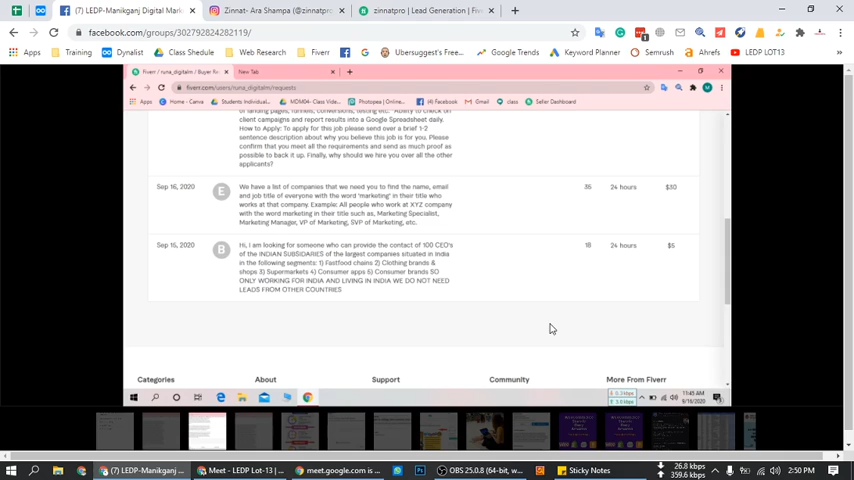 (7) LEDP-Manikganj Digital Mark
Zinnat- Ara Shampa (@zinnatpro
zinnatpro | Lead Generation | Fiv
facebook.com/groups/302792824282119/
Apps Training Dynalist Class Shedule Web Research Fiverr Ubersuggest's Free... Google Trends Keyword Planner Semrush Ahrefs LEDP LOT13
Fiverr / runa_digitalm / Buyer R
New Tab
fiverr.com/users/runa_digitalm/requests
Apps Home - Canva Students Individual... MDM04- Class Video... Photopea | Online P... (4) Facebook Gmail class Seller Dashboard
of landing pages, funnels, conversions, testing etc. *Ability to check on
client campaigns and report results into a Google Spreadsheet daily.
How to Apply: To apply for this job please send over a brief 1-2
sentence description about why you believe this job is for you. Please
confirm that you meet all the requirements and send as much proof as
possible to back it up. Finally, why should we hire you over all the other
applicants?
Sep 16, 2020 E We have a list of companies that we need you to find the name, email 36 24 hours $30
and job title of everyone with the word 'marketing' in their title who
works at that company. Example: All people who work at XYZ company
with the word marketing in their title such as, Marketing Specialist,
Marketing Manager, VP of Marketing, SVP of Marketing, etc.
Sep 15, 2020 B Hi, I am looking for someone who can provide the contact of 100 CEO's 18 24 hours $5
of the INDIAN SUBSIDARIES of the largest companies situated in India
in the following segments: 1) Fastfood chains 2) Clothing brands &
shops 3) Supermarkets 4) Consumer apps 5) Consumer brands SO
ONLY WORKING FOR INDIA AND LIVING IN INDIA WE DO NOT NEED
LEADS FROM OTHER COUNTRIES
Categories About Support Community More From Fiverr
11:45 AM
9/16/2020
(7) LEDP-Manikganj ...
Meet - LEDP Lot-13 | ...
meet.google.com is ...
OBS 25.0.8 (64-bit, w...
Sticky Notes
26.8 kbps
359.6 kbps
2:50 PM